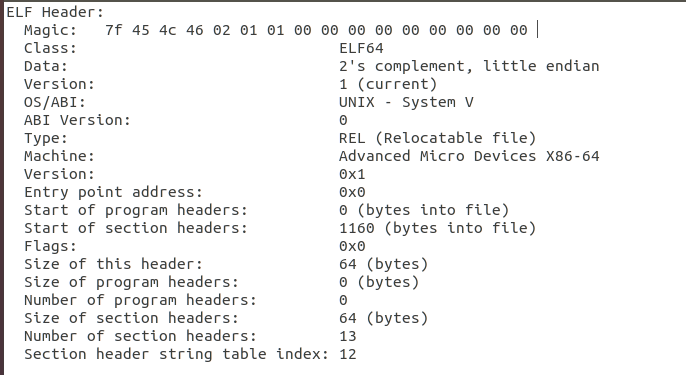 ELF Header:
Magic: 7f 45 4c 46 02 01 01 00 00 00 00 00 00 00 00 00
Class: ELF64
Data: 2's complement, little endian
Version: 1 (current)
OS/ABI: UNIX - System V
ABI Version: 0
Type: REL (Relocatable file)
Machine: Advanced Micro Devices X86-64
Version: 0x1
Entry point address: 0x0
Start of program headers: 0 (bytes into file)
Start of section headers: 1160 (bytes into file)
Flags: 0x0
Size of this header: 64 (bytes)
Size of program headers: 0 (bytes)
Number of program headers: 0
Size of section headers: 64 (bytes)
Number of section headers: 13
Section header string table index: 12